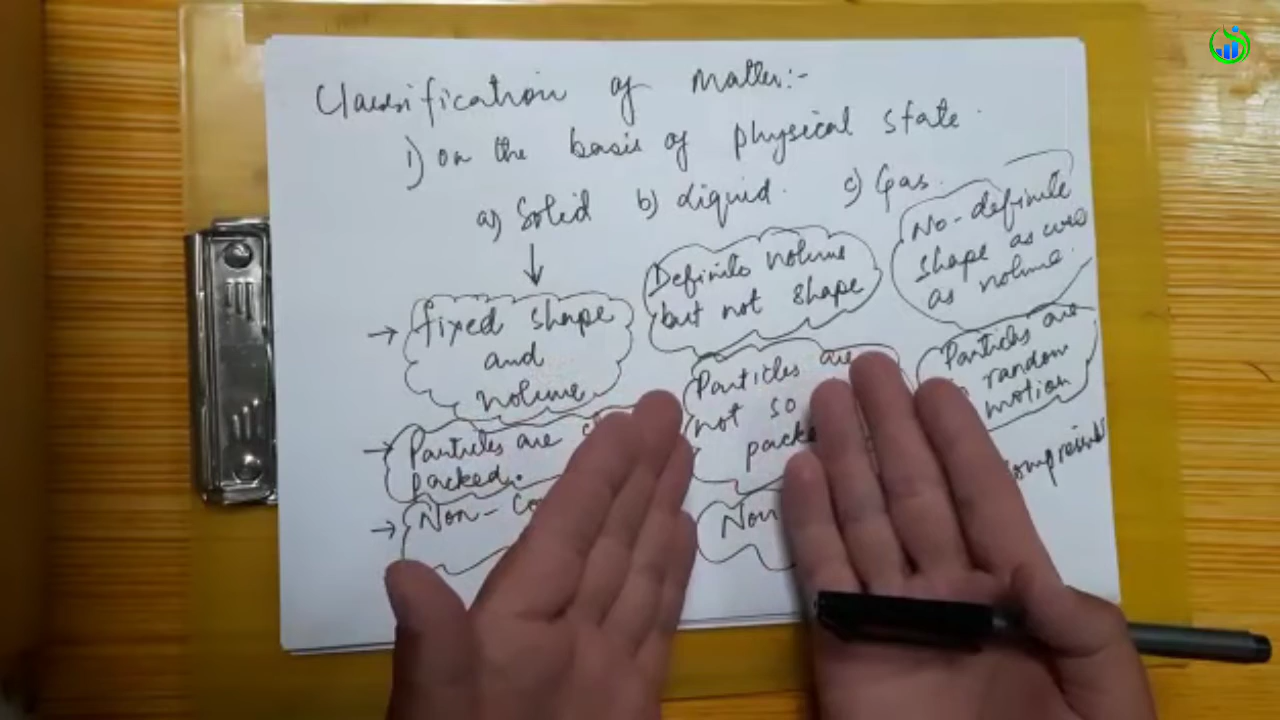 Classification of Matter:-
1) on the basis of physical state.
a) Solid b) Liquid. c) Gas.
fixed shape
and
volume
Definite volume
but not shape
No-definite
shape as well
as volume.
→ Particles are
packed.
Particles are
not so
Particles are
random
motion
→ Non-
Non